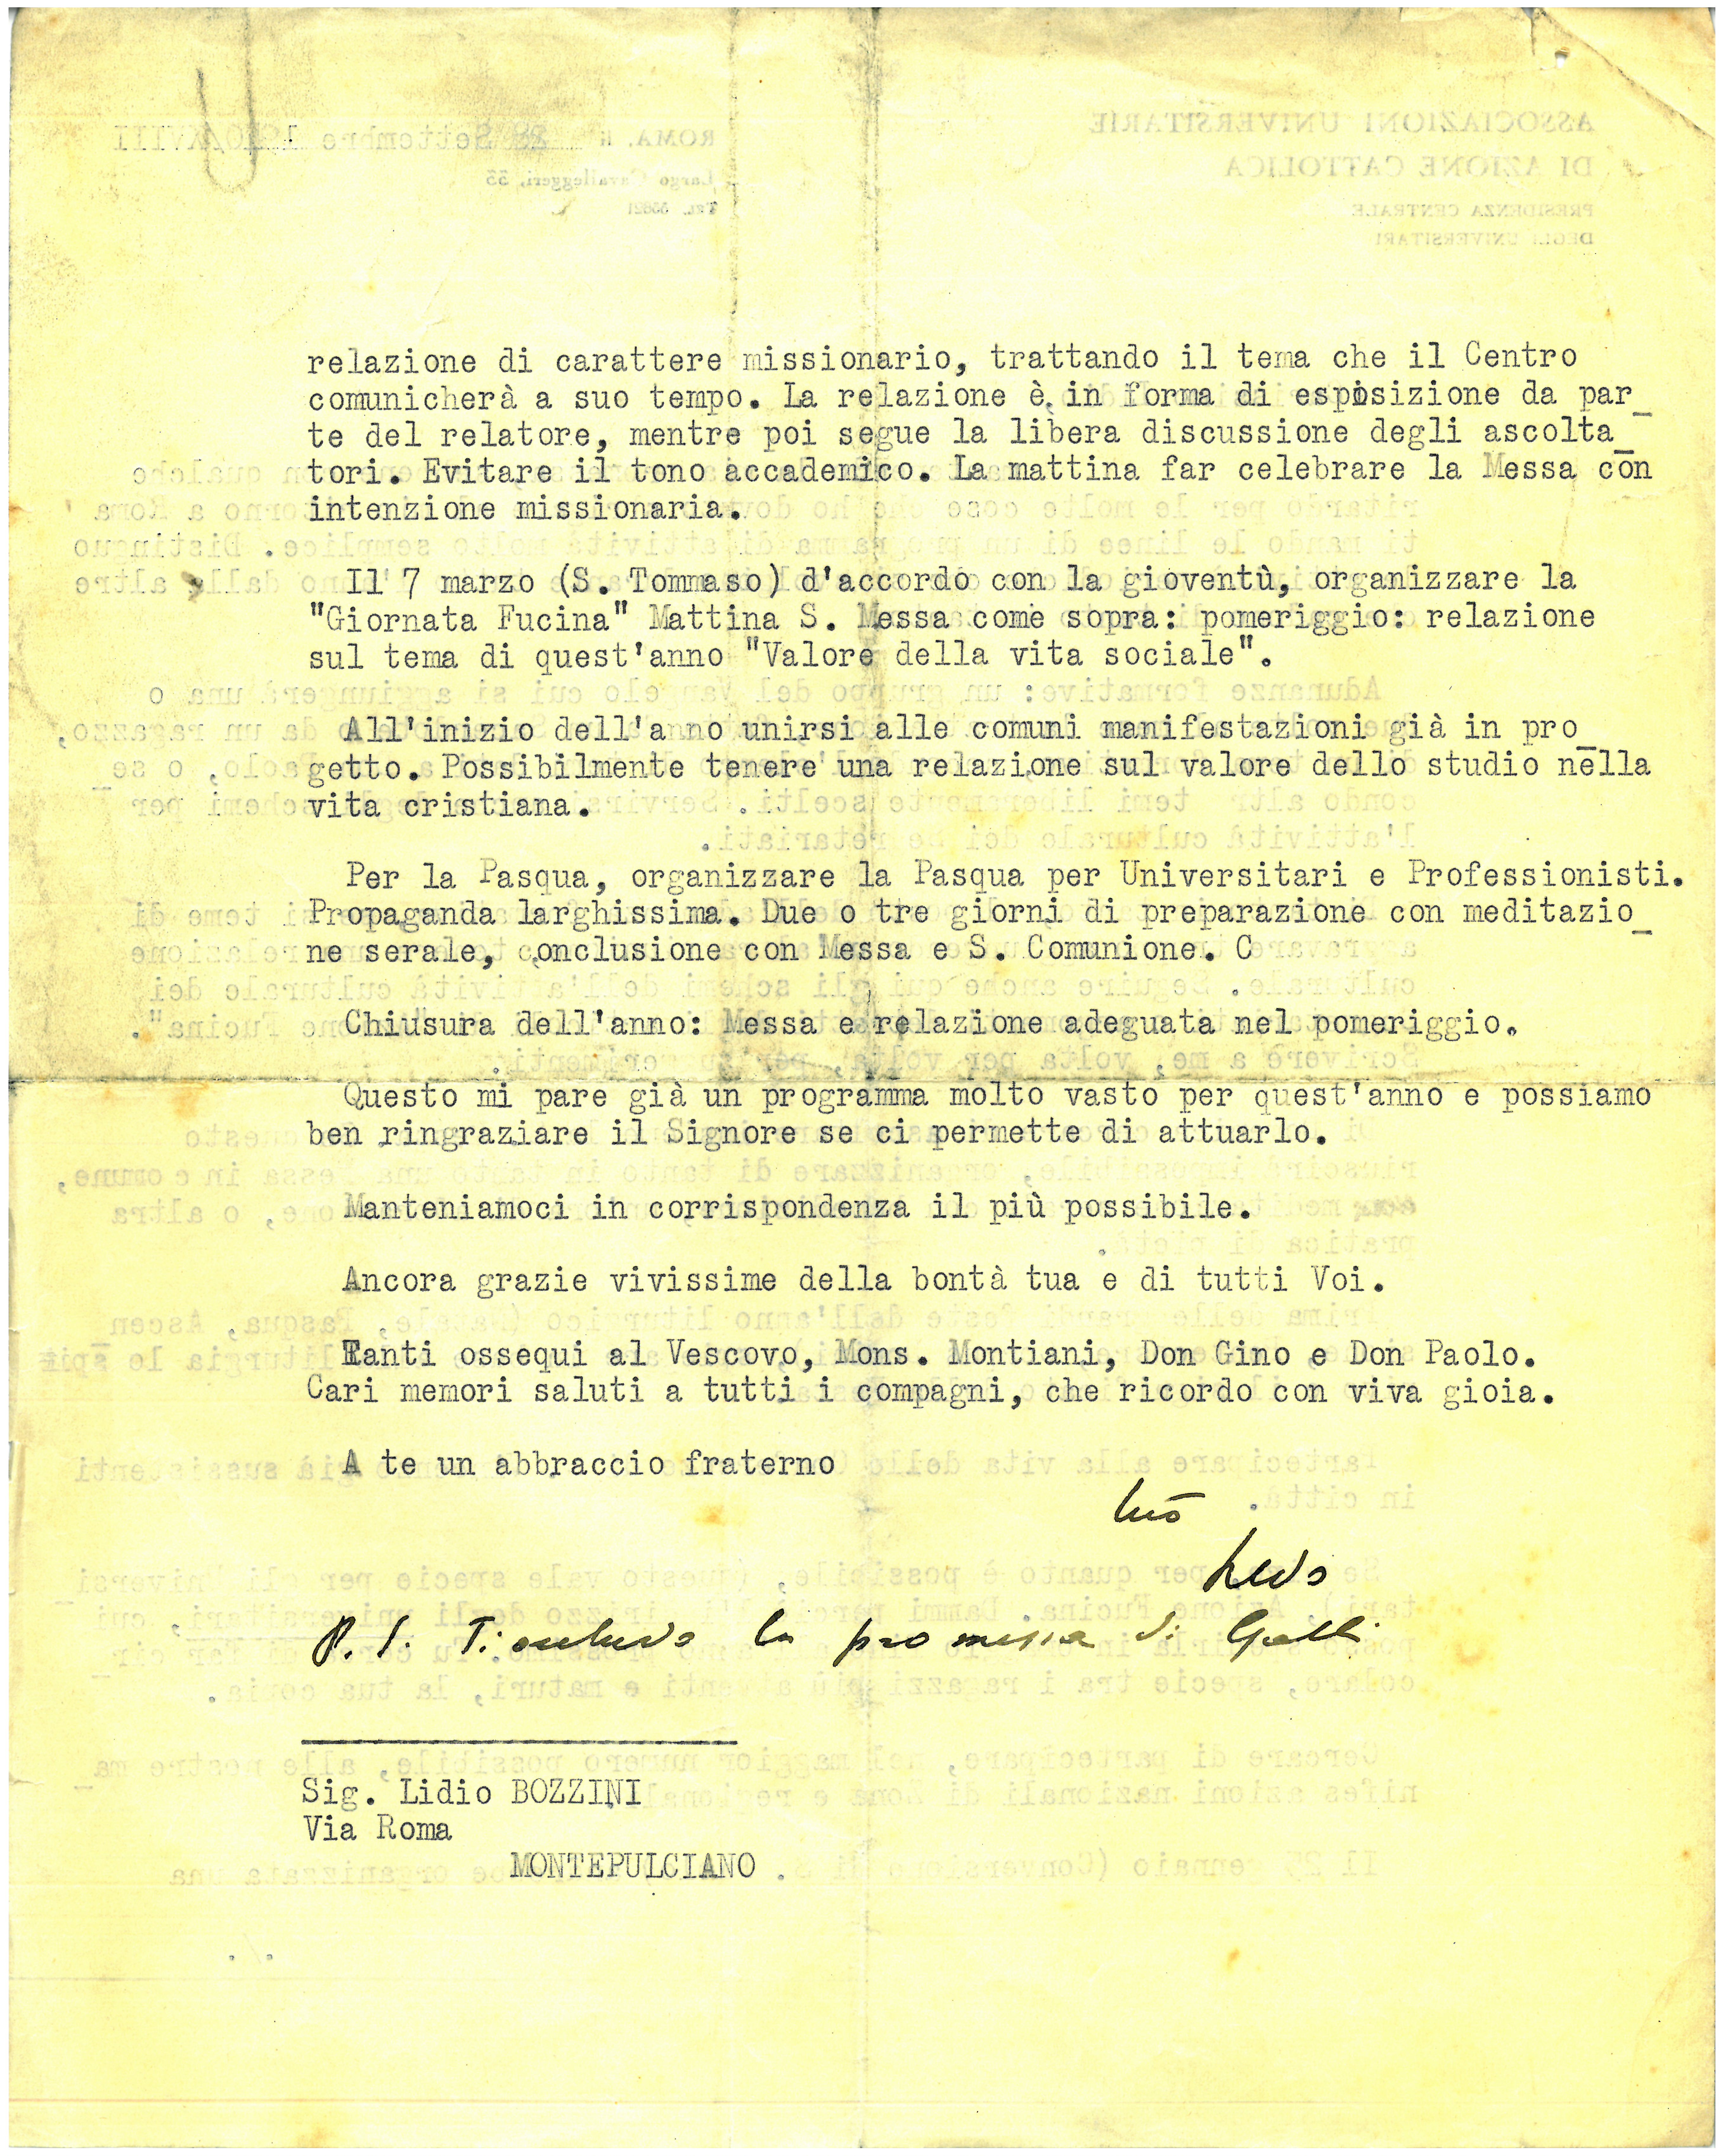 relazione di carattere missionario, trattando il tema che il Centro
comunicherà a suo tempo. La relazione è in forma di esposizione da par_
te del relatore, mentre poi segue la libera discussione degli ascolta_
tori. Evitare il tono accademico. La mattina far celebrare la Messa con
intenzione missionaria.
Il 7 marzo (S. Tommaso) d'accordo con la gioventù, organizzare la
"Giornata Fucina" Mattina S. Messa come sopra: pomeriggio: relazione
sul tema di quest'anno "Valore della vita sociale".
All'inizio dell'anno unirsi alle comuni manifestazioni già in pro_
getto. Possibilmente tenere una relazione sul valore dello studio nella
vita cristiana.
Per la Pasqua, organizzare la Pasqua per Universitari e Professionisti.
Propaganda larghissima. Due o tre giorni di preparazione con meditazio_
ne serale, conclusione con Messa e S. Comunione. C
Chiusura dell'anno: Messa e relazione adeguata nel pomeriggio.
Questo mi pare già un programma molto vasto per quest'anno e possiamo
ben ringraziare il Signore se ci permette di attuarlo.
Manteniamoci in corrispondenza il più possibile.
Ancora grazie vivissime della bontà tua e di tutti Voi.
Tanti ossequi al Vescovo, Mons. Montiani, Don Gino e Don Paolo.
Cari memori saluti a tutti i compagni, che ricordo con viva gioia.
A te un abbraccio fraterno
tuo
P. S. Ti accludo la promessa di Galli
Sig. Lidio BOZZINI
Via Roma
MONTEPULCIANO.